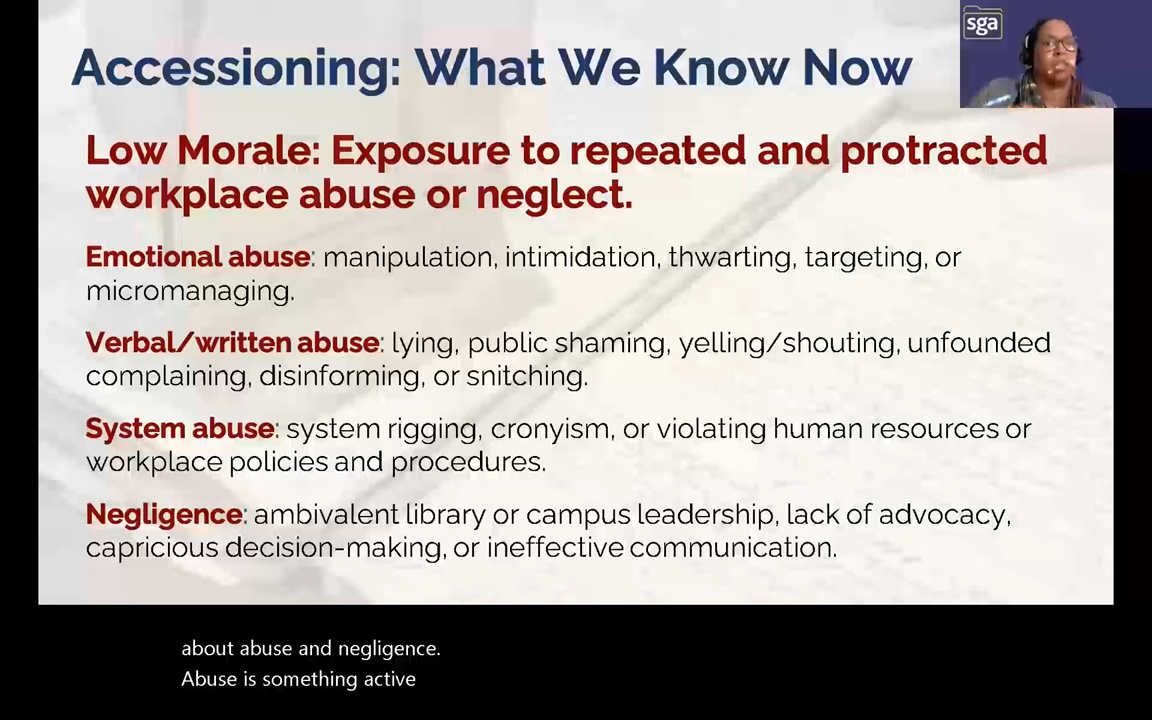 Accessioning: What We Know Now
sga
Low Morale: Exposure to repeated and protracted
workplace abuse or neglect.
Emotional abuse: manipulation, intimidation, thwarting, targeting, or
micromanaging.
Verbal/written abuse: lying, public shaming, yelling/shouting, unfounded
complaining, disinforming, or snitching.
System abuse: system rigging, cronyism, or violating human resources or
workplace policies and procedures.
Negligence: ambivalent library or campus leadership, lack of advocacy,
capricious decision-making, or ineffective communication.
about abuse and negligence.
Abuse is something active